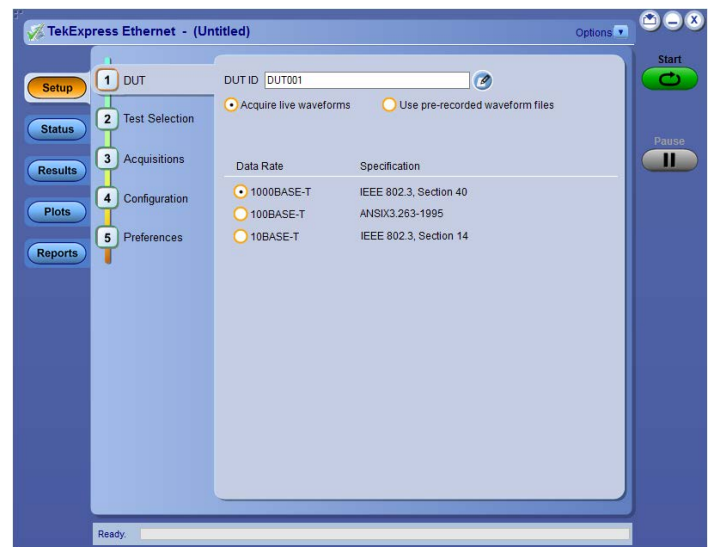 TekExpress Ethernet - (Untitled)
Options
Start
Pause
Setup
Status
Results
Plots
Reports
1 DUT
2 Test Selection
3 Acquisitions
4 Configuration
5 Preferences
DUT ID DUT001
Acquire live waveforms Use pre-recorded waveform files
Data Rate Specification
1000BASE-T IEEE 802.3, Section 40
100BASE-T ANSIX3.263-1995
10BASE-T IEEE 802.3, Section 14
Ready.